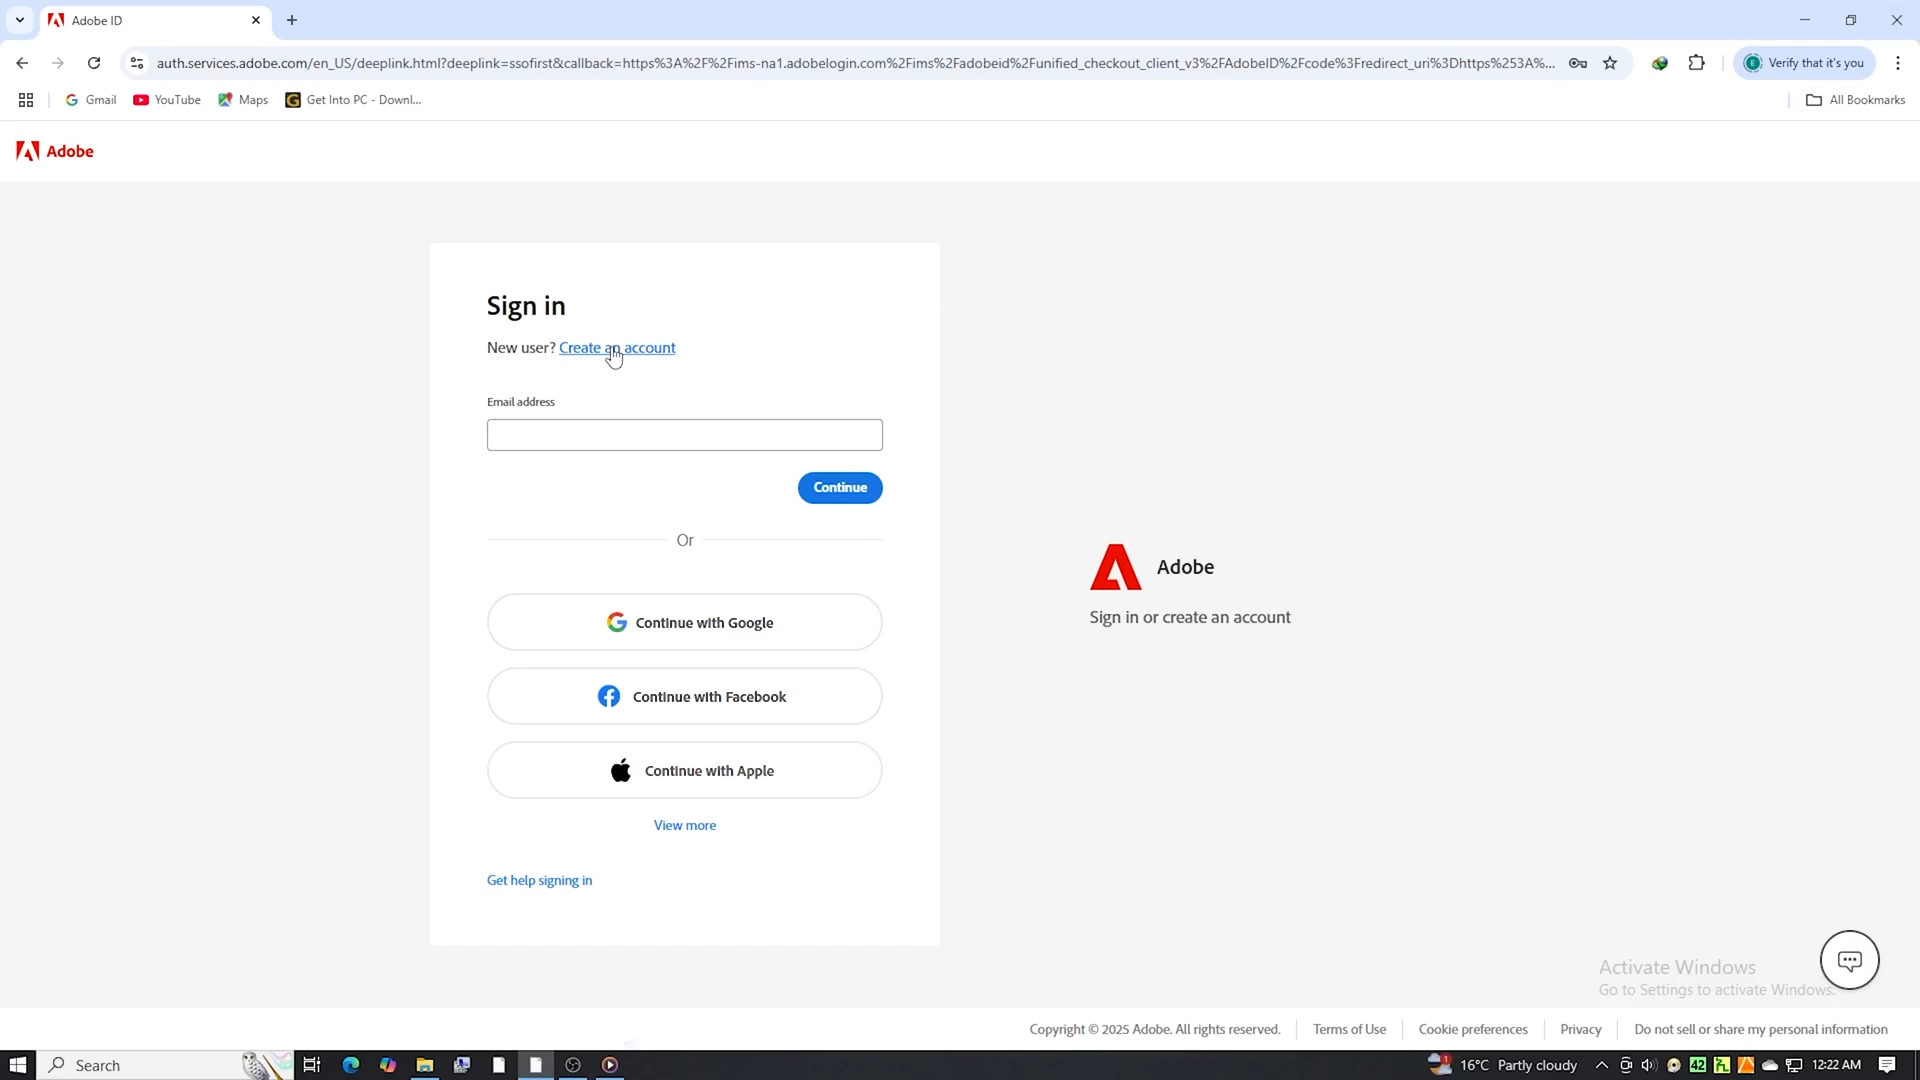 Adobe ID
auth.services.adobe.com/en_US/deeplink.html?deeplink=ssofirst&callback=https%3A%2F%2Fims-na1.adobelogin.com%2Fims%2Fadobeid%2Funified_checkout_client_v3%2FAdobeID%2Fcode%3Fredirect_uri%3Dhttps%253A%...
Verify that it's you
Gmail
YouTube
Maps
Get Into PC - Downl...
All Bookmarks
Adobe
Sign in
New user? Create an account
Email address
Continue
Or
Continue with Google
Continue with Facebook
Continue with Apple
View more
Get help signing in
Adobe
Sign in or create an account
Activate Windows
Go to Settings to activate Windows.
Copyright © 2025 Adobe. All rights reserved.
Terms of Use
Cookie preferences
Privacy
Do not sell or share my personal information
Search
1
16°C Partly cloudy
42
12:22 AM